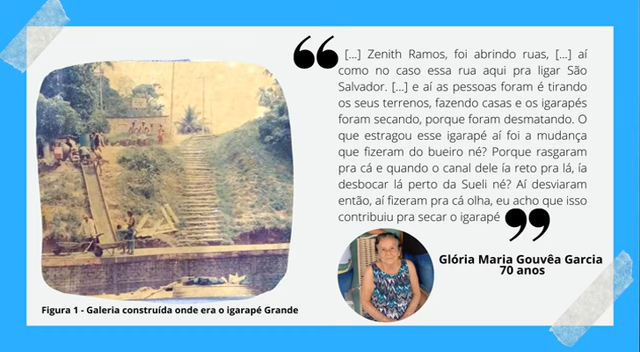 [...] Zenith Ramos, foi abrindo ruas, [...] aí
como no caso essa rua aqui pra ligar São
Salvador. [...] e aí as pessoas foram é tirando
os seus terrenos, fazendo casas e os igarapés
foram secando, porque foram desmatando. O
que estragou esse igarapé aí foi a mudança
que fizeram do bueiro né? Porque rasgaram
pra cá e quando o canal dele ía reto pra lá, ía
desbocar lá perto da Sueli né? Aí desviaram
então, aí fizeram pra cá olha, eu acho que isso
contribuiu pra secar o igarapé
Glória Maria Gouvêa Garcia
70 anos
Figura 1 - Galeria construída onde era o igarapé Grande